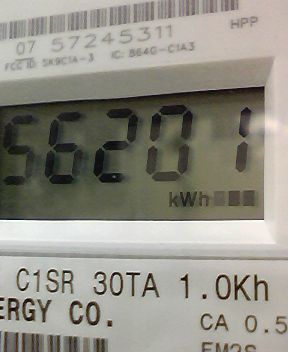 07 57245311
HPP
FCC ID: SK9C1A-3 IC: 864G-C1A3
56201
kWh
C1SR 30TA 1.0Kh
ERGY CO.
CA 0.5
EM2S